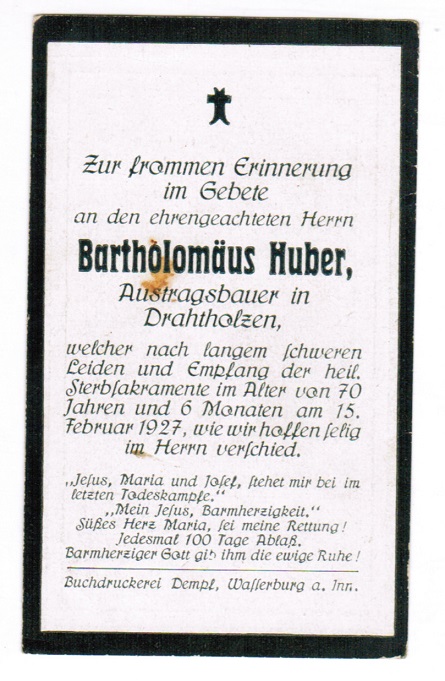 Zur frommen Erinnerung
im Gebete
an den ehrengeachteten Herrn
Bartholomäus Huber,
Austragsbauer in
Drahtholzen,
welcher nach langem schweren
Leiden und Empfang der heil.
Sterbsakramente im Alter von 70
Jahren und 6 Monaten am 15.
Februar 1927, wie wir hoffen selig
im Herrn verschied.
„Jesus, Maria und Josef, stehet mir bei im
letzten Todeskampfe.“
„Mein Jesus, Barmherzigkeit.“
Süßes Herz Maria, sei meine Rettung!
Jedesmal 100 Tage Ablaß.
Barmherziger Gott gib ihm die ewige Ruhe!
Buchdruckerei Dempf, Wasserburg a. Inn.